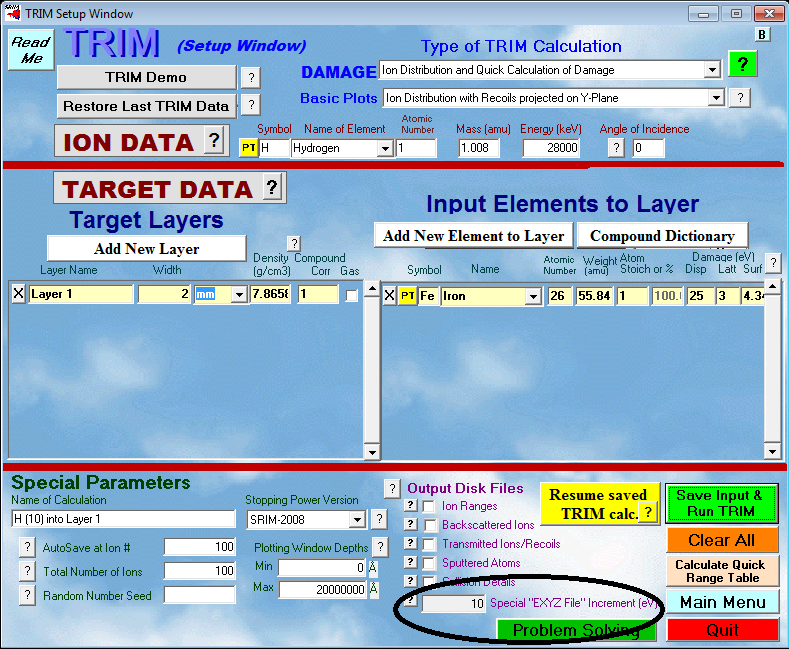 TRIM Setup Window
Read
Me
TRIM
(Setup Window)
Type of TRIM Calculation
B
TRIM Demo
?
DAMAGE
Ion Distribution and Quick Calculation of Damage
?
Restore Last TRIM Data
?
Basic Plots
Ion Distribution with Recoils projected on Y-Plane
?
ION DATA
?
Symbol
Name of Element
Atomic
Number
Mass (amu)
Energy (keV)
Angle of Incidence
PT
H
Hydrogen
1
1.008
28000
?
0
TARGET DATA
?
Target Layers
Input Elements to Layer
Add New Layer
?
Add New Element to Layer
Compound Dictionary
Layer Name
Width
Density
(g/cm3)
Compound
Corr
Gas
Symbol
Name
Atomic
Number
Weight
(amu)
Atom
Stoich or %
Damage (eV)
Disp
Latt
Surf
?
X
Layer 1
2
mm
7.8658
1
X
PT
Fe
Iron
26
55.84
1
100.
25
3
4.34
Special Parameters
Name of Calculation
H (10) into Layer 1
Stopping Power Version
SRIM-2008
?
?
AutoSave at Ion #
100
?
Total Number of Ions
100
?
Random Number Seed
Plotting Window Depths
?
Min
0
Å
Max
20000000
Å
?
Output Disk Files
?
Ion Ranges
?
Backscattered Ions
?
Transmitted Ions/Recoils
?
Sputtered Atoms
?
Collision Details
?
10
Special "EXYZ File" Increment (eV)
Resume saved
TRIM calc.
?
Problem Solving
Save Input &
Run TRIM
Clear All
Calculate Quick
Range Table
Main Menu
Quit